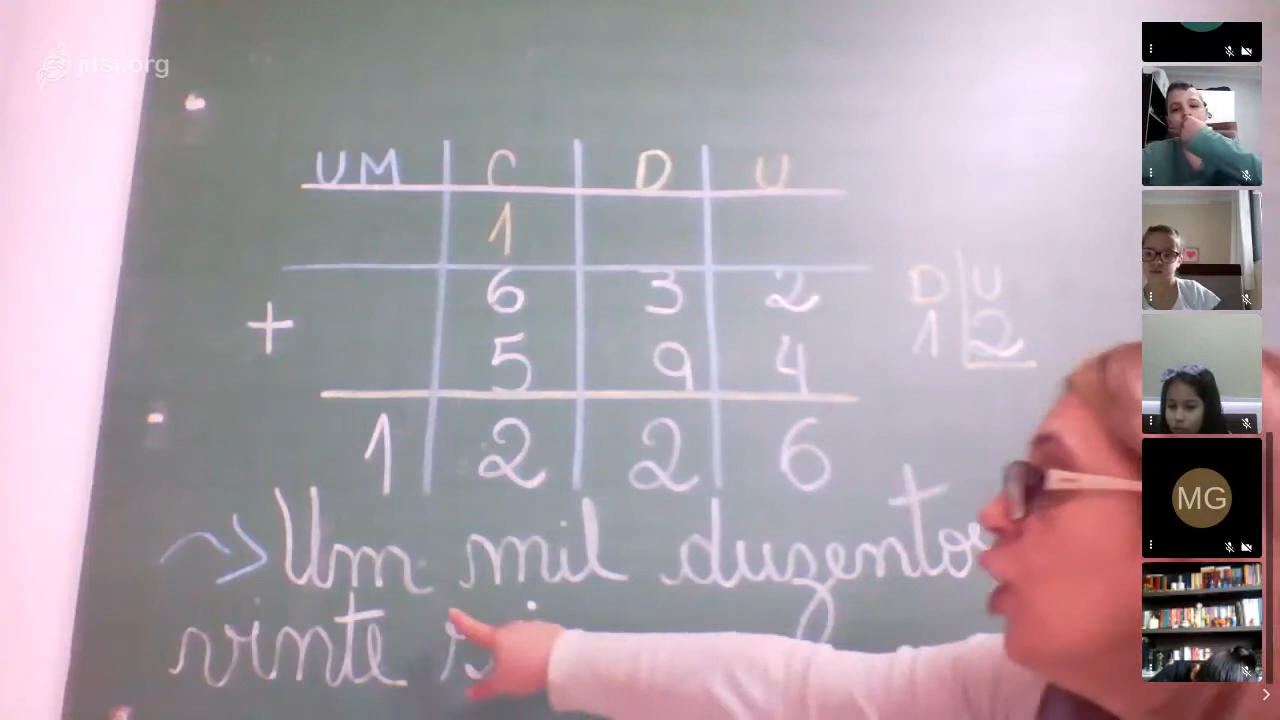 jitsi.org
UM C D U
1
6 3 2
+ 5 9 4
1 2 2 6
D U
1 2
Um mil duzentos
vinte
MG